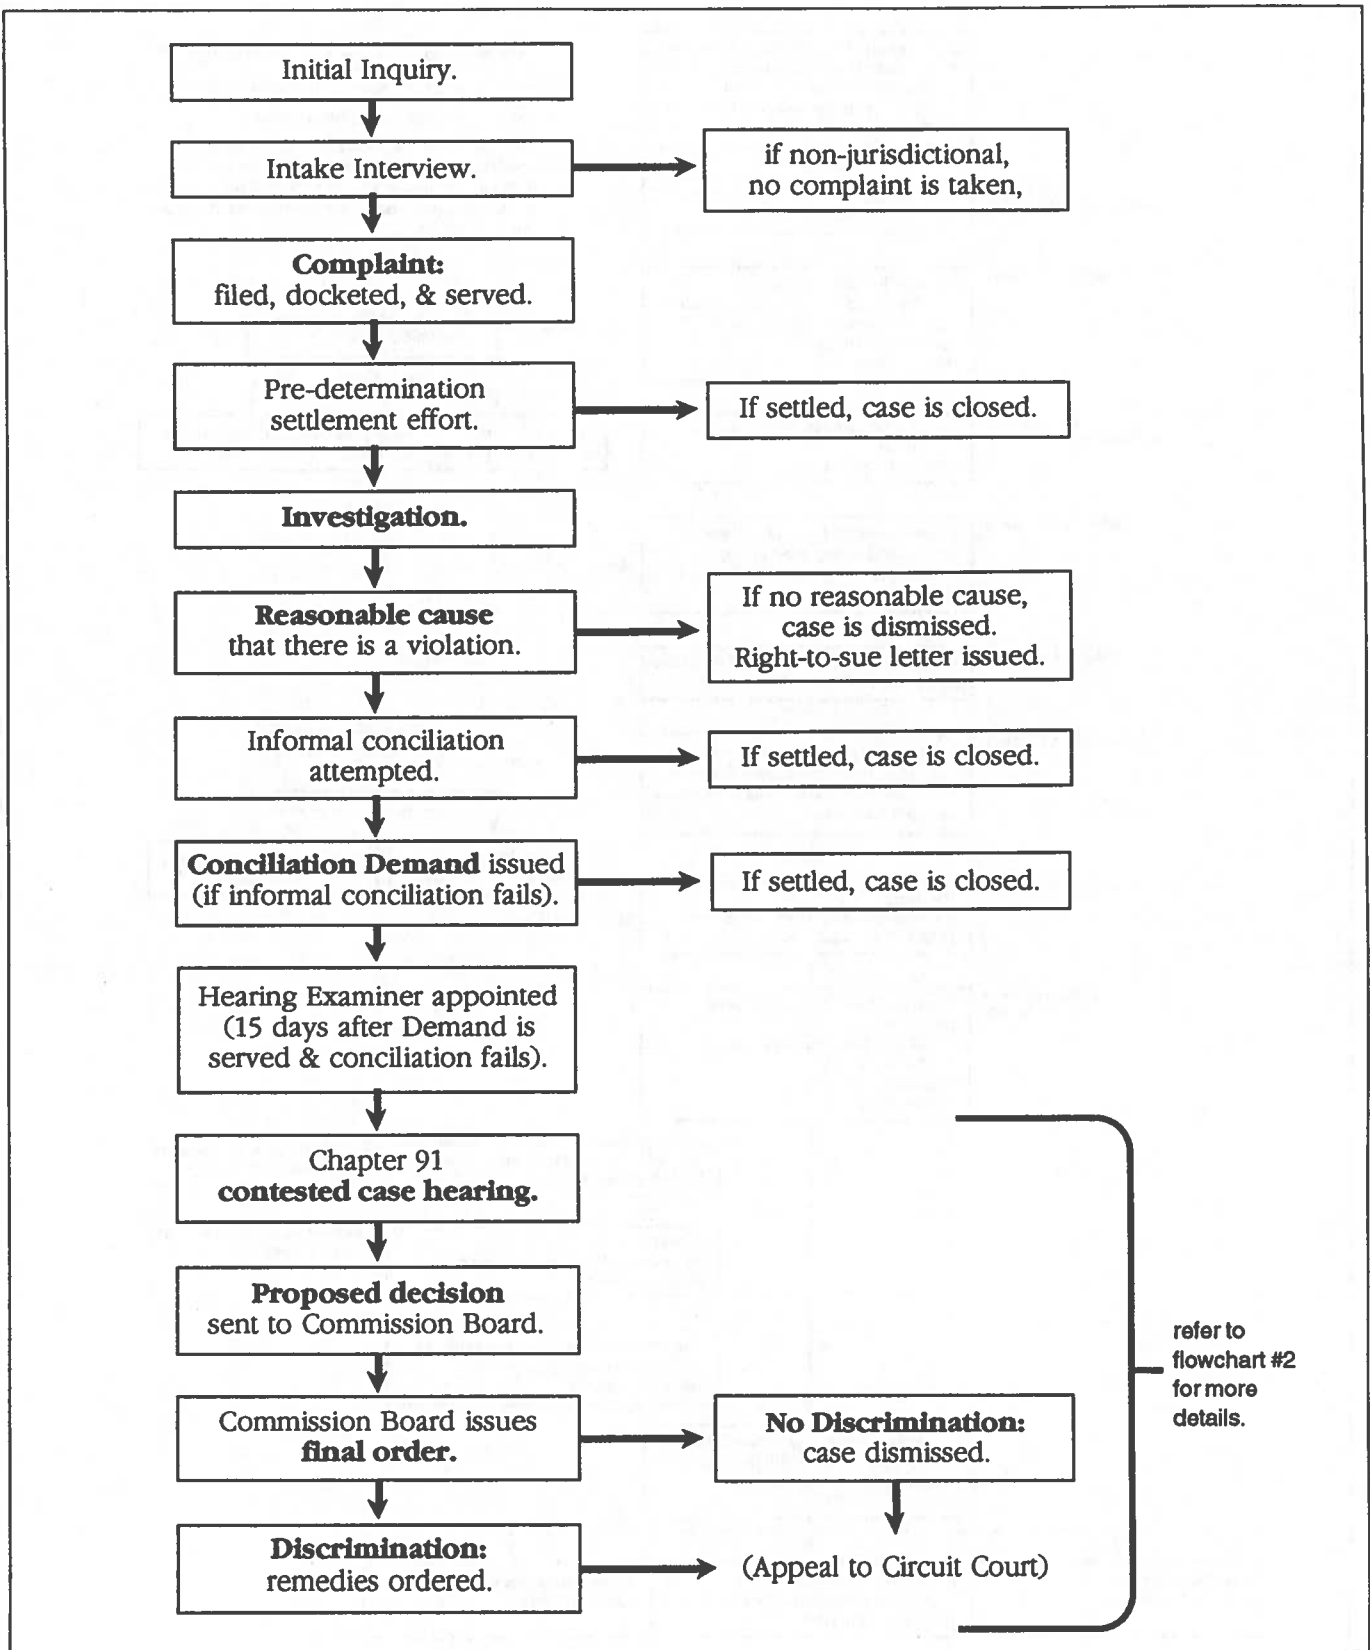 Initial Inquiry.
Intake Interview.
if non-jurisdictional,
no complaint is taken,
Complaint:
filed, docketed, & served.
Pre-determination
settlement effort.
If settled, case is closed.
Investigation.
Reasonable cause
that there is a violation.
If no reasonable cause,
case is dismissed.
Right-to-sue letter issued.
Informal conciliation
attempted.
If settled, case is closed.
Conciliation Demand issued
(if informal conciliation fails).
If settled, case is closed.
Hearing Examiner appointed
(15 days after Demand is
served & conciliation fails).
Chapter 91
contested case hearing.
Proposed decision
sent to Commission Board.
refer to
flowchart #2
for more
details.
Commission Board issues
final order.
No Discrimination:
case dismissed.
Discrimination:
remedies ordered.
(Appeal to Circuit Court)